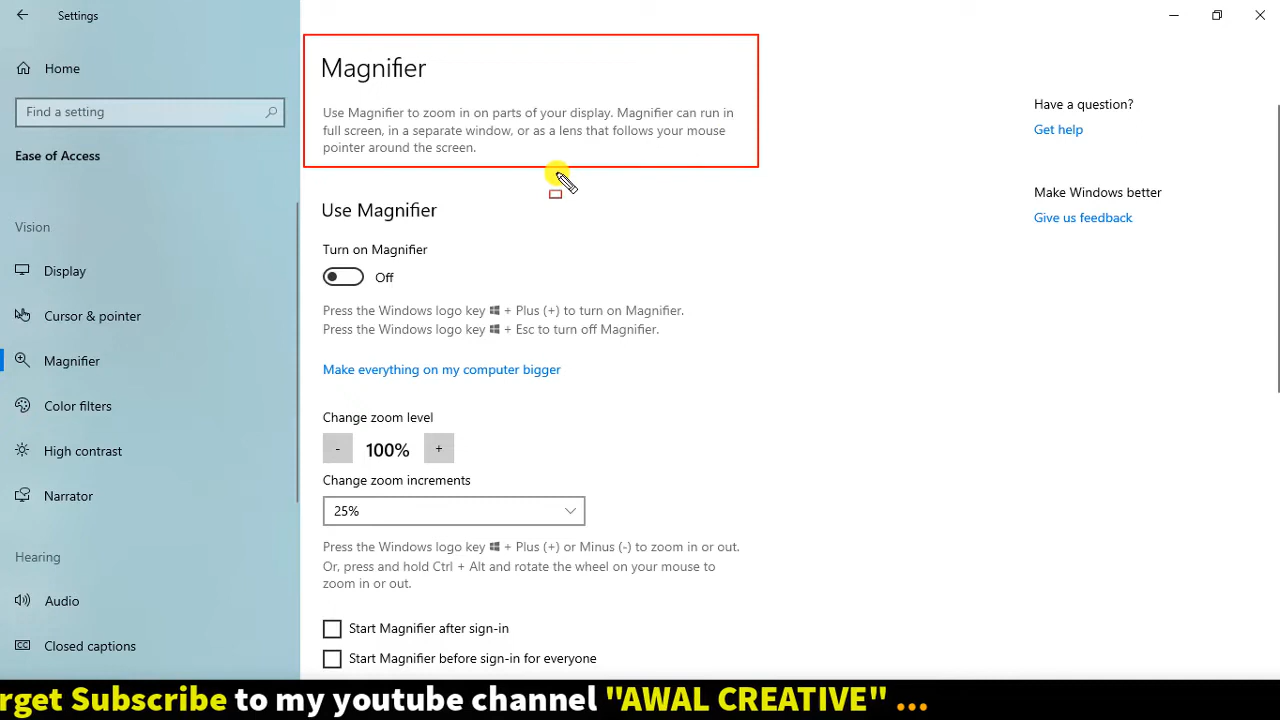 Settings
Home
Find a setting
Ease of Access
Vision
Display
Cursor & pointer
Magnifier
Color filters
High contrast
Narrator
Hearing
Audio
Closed captions
Magnifier
Use Magnifier to zoom in on parts of your display. Magnifier can run in
full screen, in a separate window, or as a lens that follows your mouse
pointer around the screen.
Use Magnifier
Turn on Magnifier
Off
Press the Windows logo key + Plus (+) to turn on Magnifier.
Press the Windows logo key + Esc to turn off Magnifier.
Make everything on my computer bigger
Change zoom level
- 100% +
Change zoom increments
25%
Press the Windows logo key + Plus (+) or Minus (-) to zoom in or out.
Or, press and hold Ctrl + Alt and rotate the wheel on your mouse to
zoom in or out.
Start Magnifier after sign-in
Start Magnifier before sign-in for everyone
Have a question?
Get help
Make Windows better
Give us feedback
rget Subscribe to my youtube channel "AWAL CREATIVE" ...